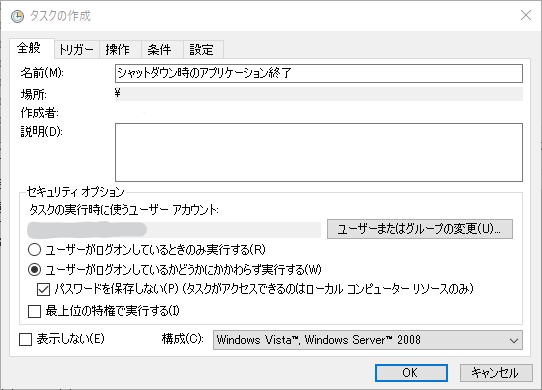 タスクの作成
全般 トリガー 操作 条件 設定
名前(M): シャットダウン時のアプリケーション終了
場所: ¥
作成者:
説明(D):
セキュリティ オプション
タスクの実行時に使うユーザー アカウント:
ユーザーまたはグループの変更(U)...
ユーザーがログオンしているときのみ実行する(R)
ユーザーがログオンしているかどうかにかかわらず実行する(W)
パスワードを保存しない(P) (タスクがアクセスできるのはローカル コンピューター リソースのみ)
最上位の特権で実行する(I)
表示しない(E) 構成(C): Windows Vista™, Windows Server™ 2008
OK キャンセル